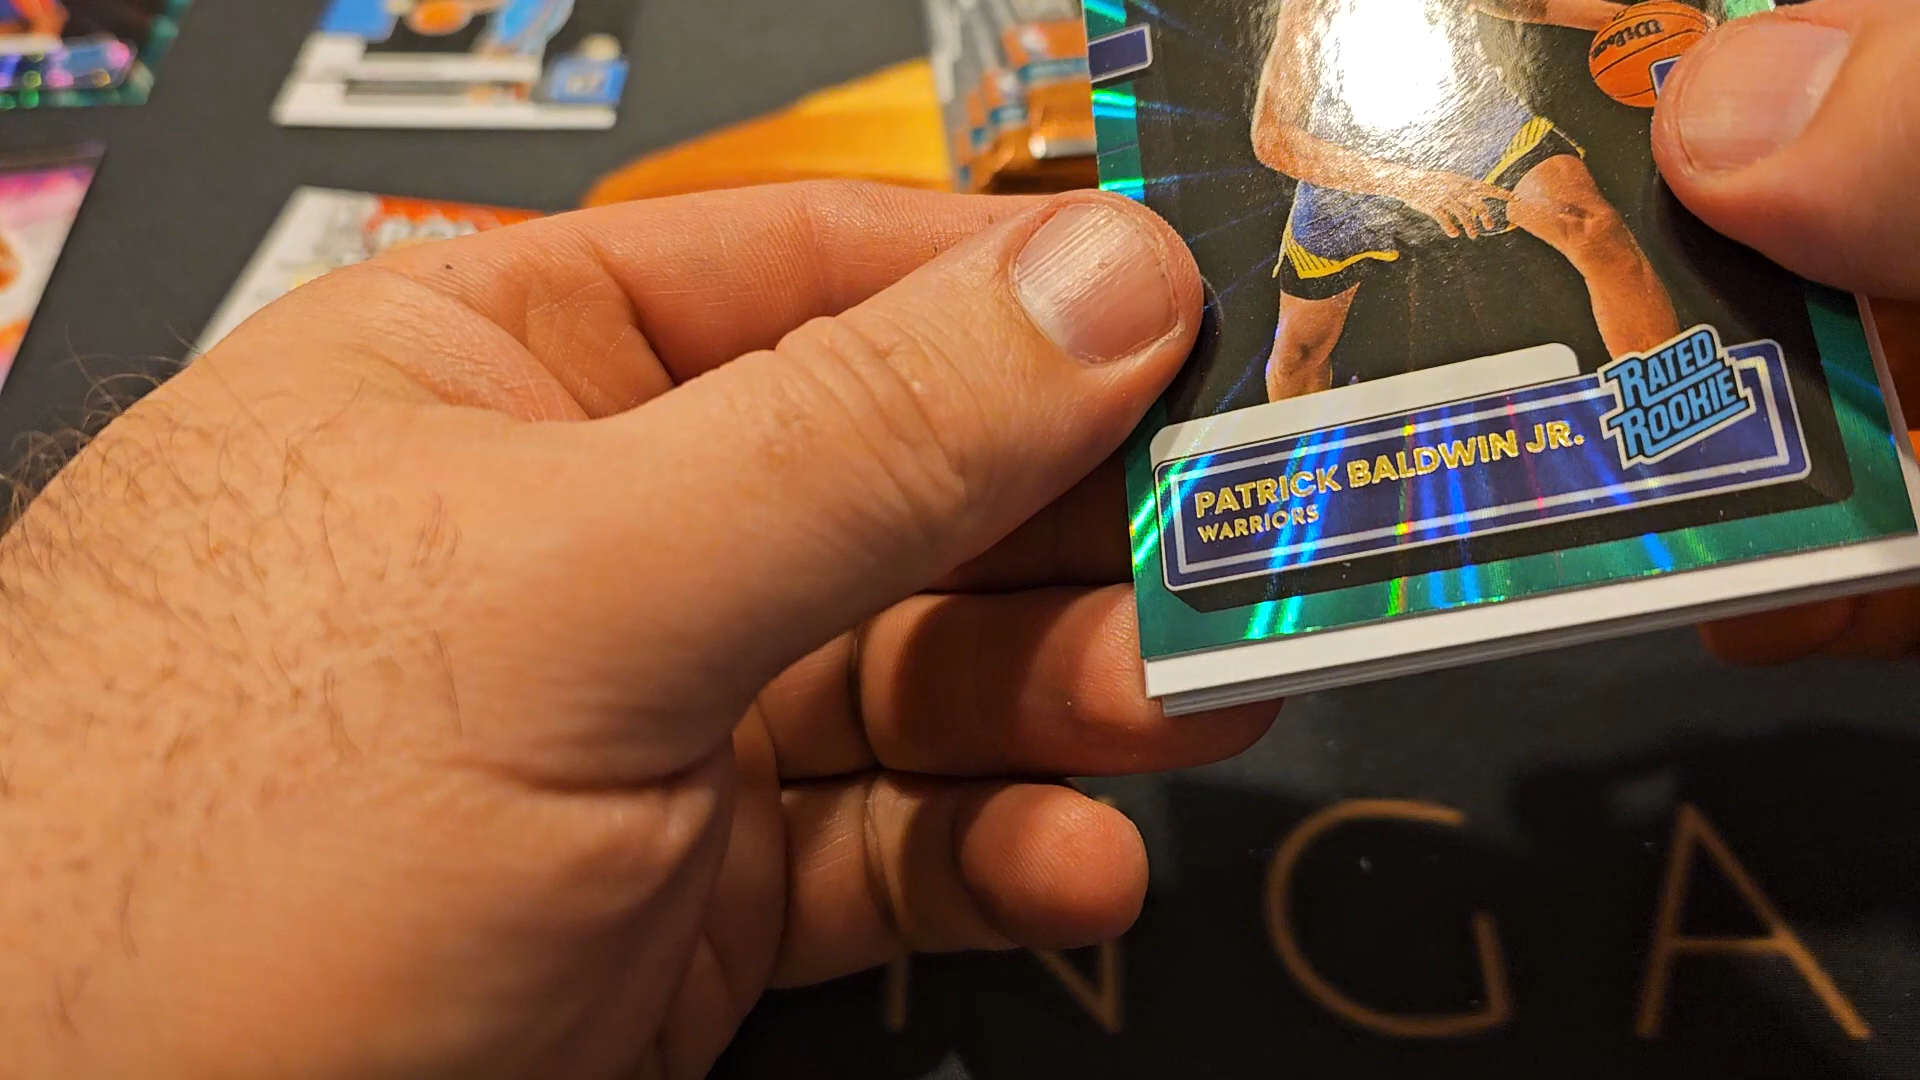 Wilson
RATED
ROOKIE
PATRICK BALDWIN JR.
WARRIORS
N G A